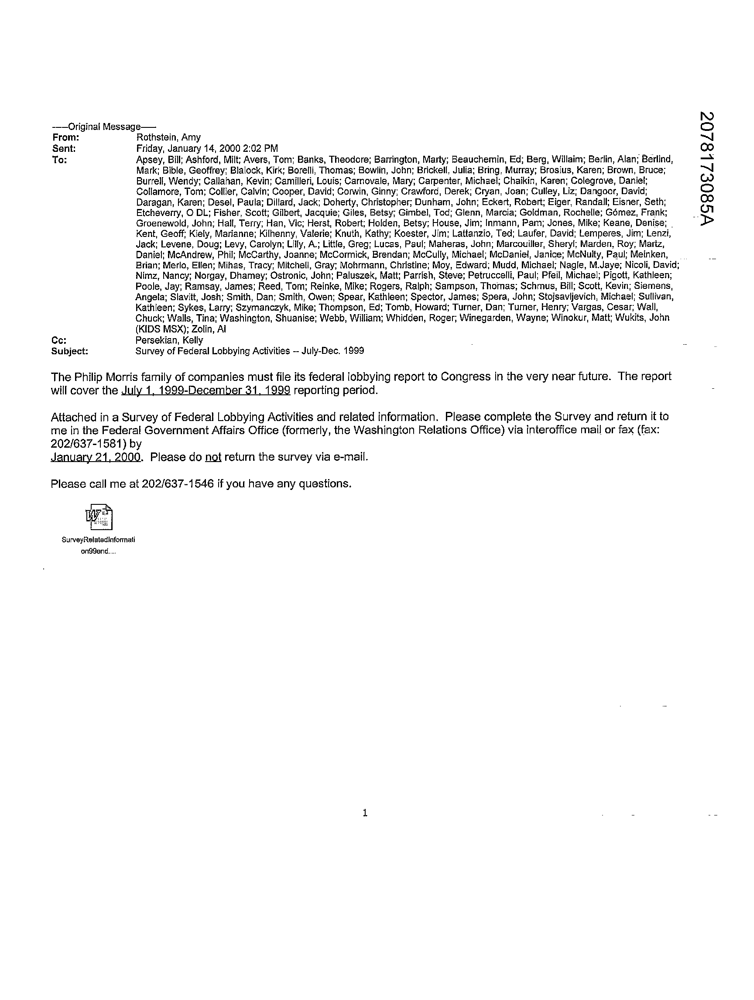 -----Original Message-----
From: Rothstein, Amy
Sent: Friday, January 14, 2000 2:02 PM
To: Apsey, Bill; Ashford, Milt; Avers, Tom; Banks, Theodore; Barrington, Marty; Beauchemin, Ed; Berg, Willaim; Berlin, Alan; Berlind,
Mark; Bible, Geoffrey; Blalock, Kirk; Borelli, Thomas; Bowlin, John; Brickell, Julia; Bring, Murray; Brosius, Karen; Brown, Bruce;
Burrell, Wendy; Callahan, Kevin; Camilleri, Louis; Carnovale, Mary; Carpenter, Michael; Chaikin, Karen; Colegrove, Daniel;
Collamore, Tom; Collier, Calvin; Cooper, David; Corwin, Ginny; Crawford, Derek; Cryan, Joan; Culley, Liz; Dangoor, David;
Daragan, Karen; Desel, Paula; Dillard, Jack; Doherty, Christopher; Dunham, John; Eckert, Robert; Eiger, Randall; Eisner, Seth;
Etcheverry, O DL; Fisher, Scott; Gilbert, Jacquie; Giles, Betsy; Gimbel, Tod; Glenn, Marcia; Goldman, Rochelle; Gómez, Frank;
Groenewold, John; Hall, Terry; Han, Vic; Herst, Robert; Holden, Betsy; House, Jim; Inmann, Pam; Jones, Mike; Keane, Denise;
Kent, Geoff; Kiely, Marianne; Kilhenny, Valerie; Knuth, Kathy; Koester, Jim; Lattanzio, Ted; Laufer, David; Lemperes, Jim; Lenzi,
Jack; Levene, Doug; Levy, Carolyn; Lilly, A.; Little, Greg; Lucas, Paul; Maheras, John; Marcouiller, Sheryl; Marden, Roy; Martz,
Daniel; McAndrew, Phil; McCarthy, Joanne; McCormick, Brendan; McCully, Michael; McDaniel, Janice; McNulty, Paul; Meinken,
Brian; Merlo, Ellen; Mihas, Tracy; Mitchell, Gray; Mohrmann, Christine; Moy, Edward; Mudd, Michael; Nagle, M.Jaye; Nicoli, David;
Nimz, Nancy; Norgay, Dhamey; Ostronic, John; Paluszek, Matt; Parrish, Steve; Petruccelli, Paul; Pfeil, Michael; Pigott, Kathleen;
Poole, Jay; Ramsay, James; Reed, Tom; Reinke, Mike; Rogers, Ralph; Sampson, Thomas; Schmus, Bill; Scott, Kevin; Siemens,
Angela; Slavitt, Josh; Smith, Dan; Smith, Owen; Spear, Kathleen; Spector, James; Spera, John; Stojsavljevich, Michael; Sullivan,
Kathleen; Sykes, Larry; Szymanczyk, Mike; Thompson, Ed; Tomb, Howard; Turner, Dan; Turner, Henry; Vargas, Cesar; Wall,
Chuck; Walls, Tina; Washington, Shuanise; Webb, William; Whidden, Roger; Winegarden, Wayne; Winokur, Matt; Wukits, John
(KIDS MSX); Zolin, Al
Cc: Persekian, Kelly
Subject: Survey of Federal Lobbying Activities -- July-Dec. 1999
The Philip Morris family of companies must file its federal lobbying report to Congress in the very near future. The report
will cover the July 1, 1999-December 31, 1999 reporting period.
Attached in a Survey of Federal Lobbying Activities and related information. Please complete the Survey and return it to
me in the Federal Government Affairs Office (formerly, the Washington Relations Office) via interoffice mail or fax (fax:
202/637-1581) by
January 21, 2000. Please do not return the survey via e-mail.
Please call me at 202/637-1546 if you have any questions.
SurveyRelatedInformati
on99end....
1
2078173085A